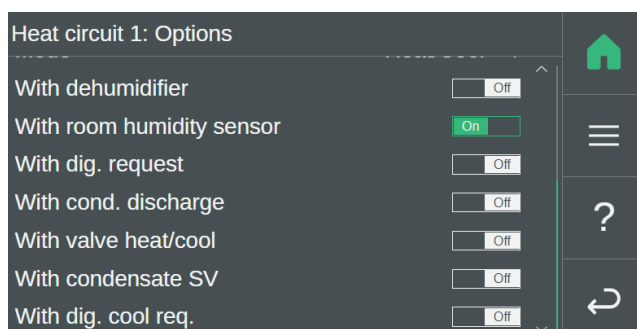 Heat circuit 1: Options
With dehumidifier Off
With room humidity sensor On
With dig. request Off
With cond. discharge Off
With valve heat/cool Off
With condensate SV Off
With dig. cool req. Off
?